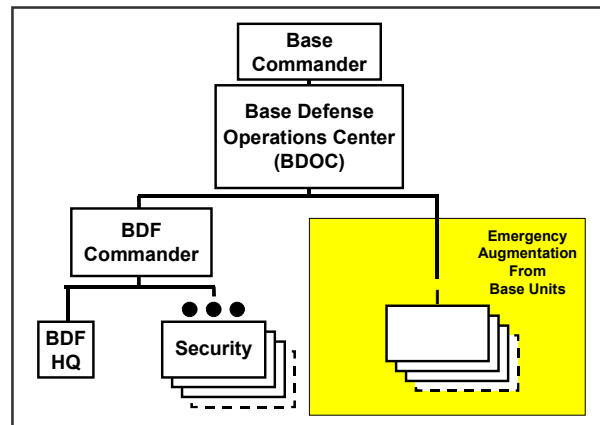 Base
Commander
Base Defense
Operations Center
(BDOC)
BDF
Commander
Emergency
Augmentation
From
Base Units
BDF
HQ
Security